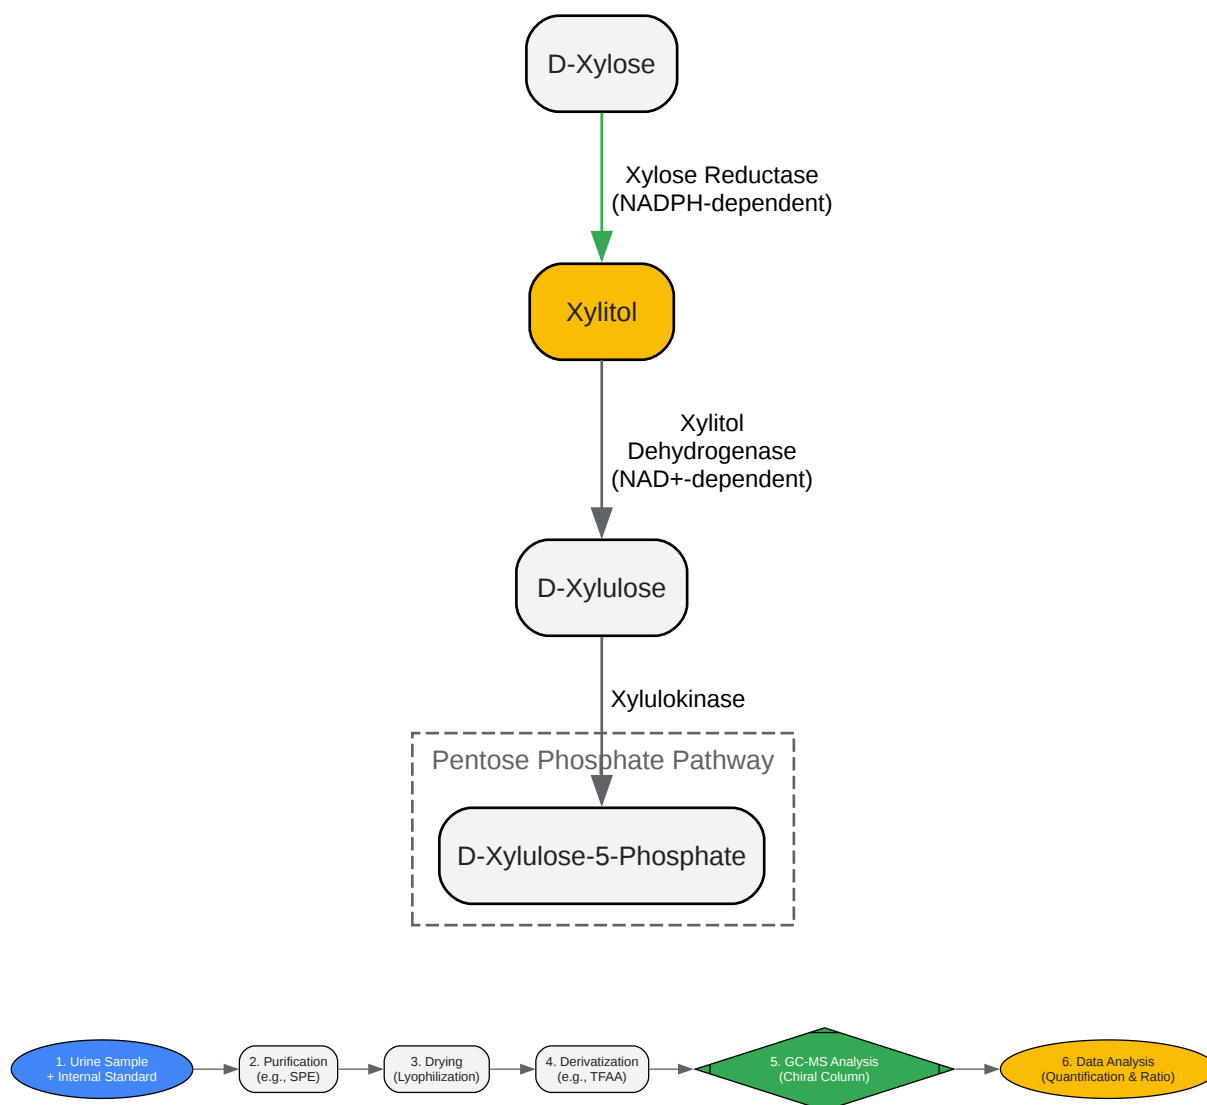 D-Xylose
Xylose Reductase
(NADPH-dependent)
Xylitol
Xylitol
Dehydrogenase
(NAD+-dependent)
D-Xylulose
Xylulokinase
Pentose Phosphate Pathway
D-Xylulose-5-Phosphate
1. Urine Sample
+ Internal Standard
2. Purification
(e.g., SPE)
3. Drying
(Lyophilization)
4. Derivatization
(e.g., TFAA)
5. GC-MS Analysis
(Chiral Column)
6. Data Analysis
(Quantification & Ratio)